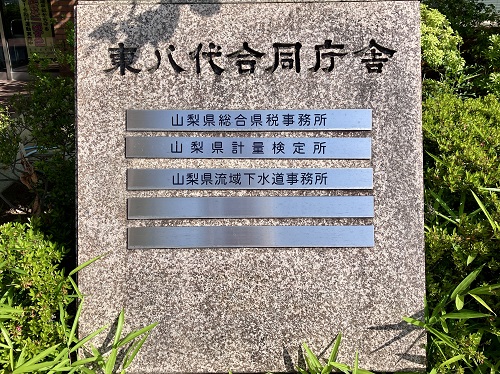 東八代合同庁舎
山梨県総合県税事務所
山梨県計量検定所
山梨県流域下水道事務所